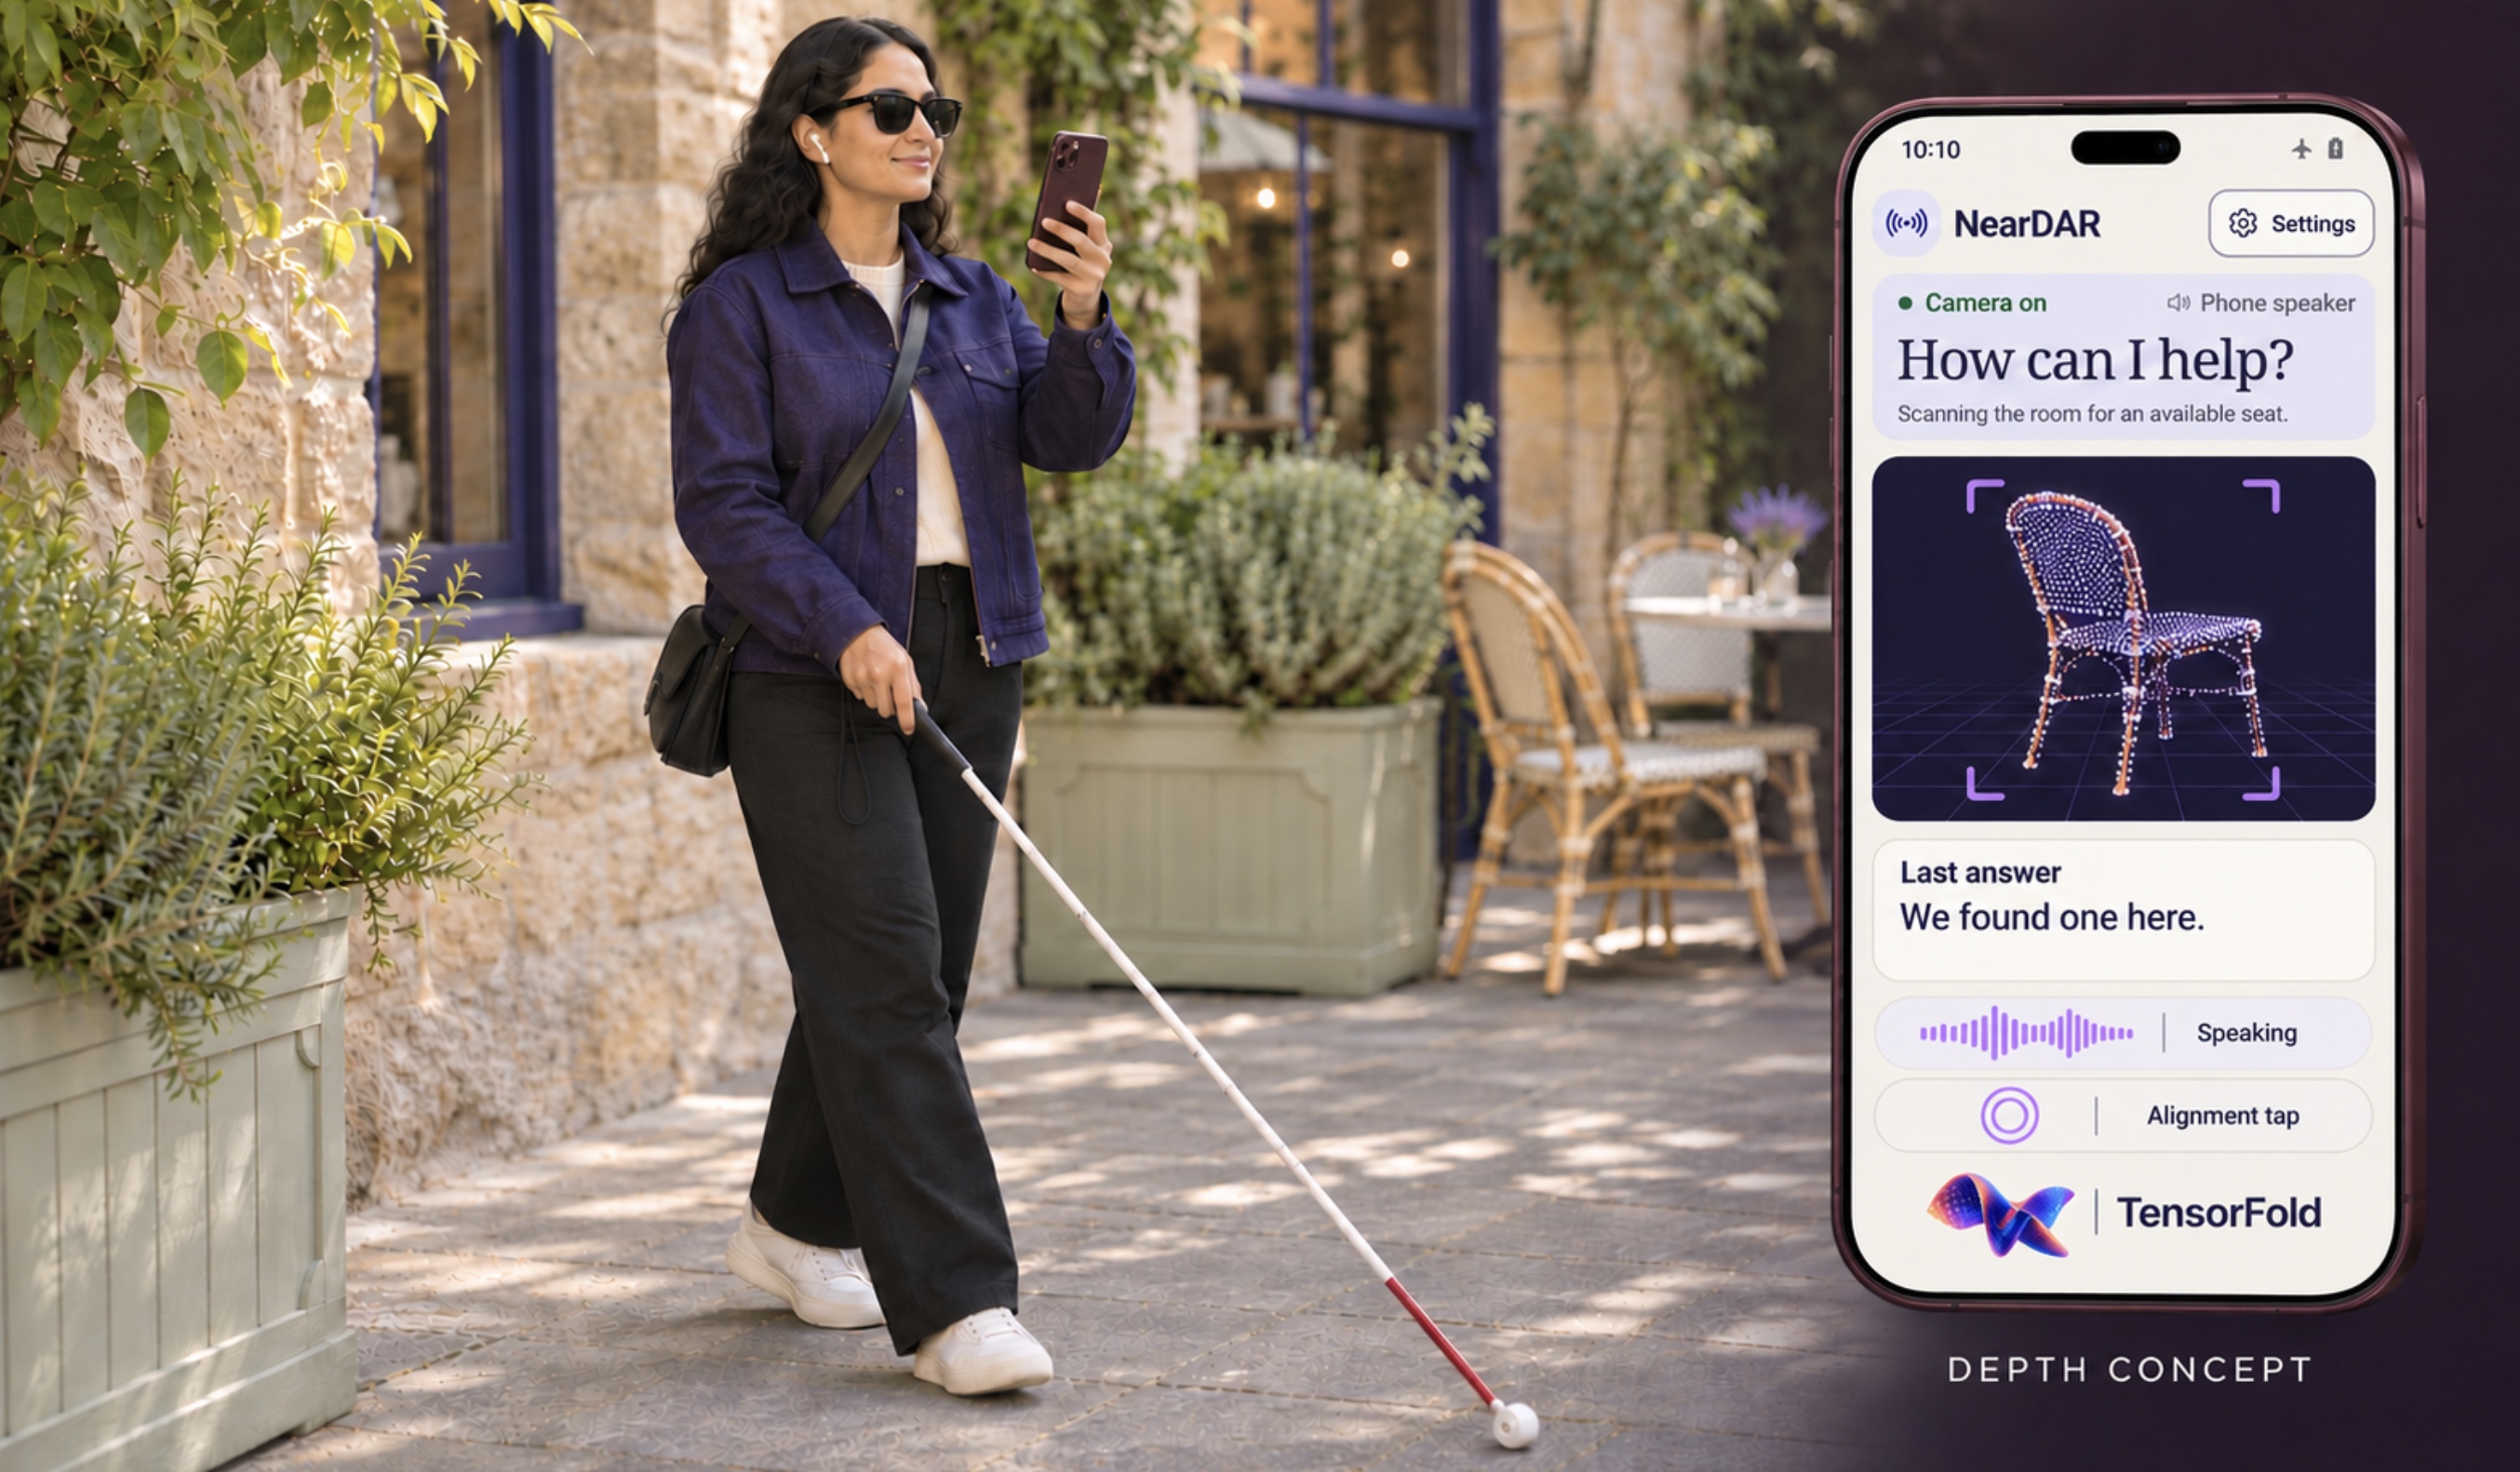 10:10
NearDAR
Settings
Camera on
Phone speaker
How can I help?
Scanning the room for an available seat.
Last answer
We found one here.
Speaking
Alignment tap
TensorFold
DEPTH CONCEPT